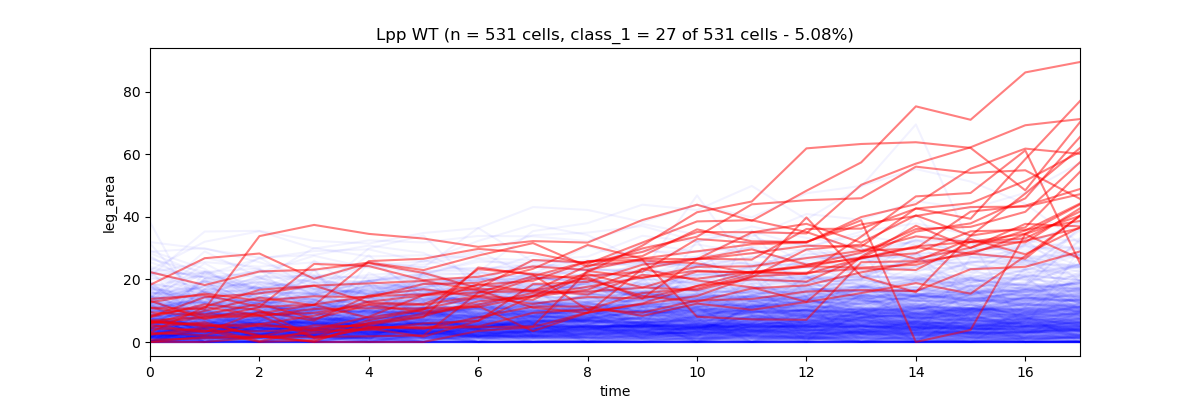 Lpp WT (n = 531 cells, class_1 = 27 of 531 cells - 5.08%)
leg_area
80
60
40
20
0
0 2 4 6 8 10 12 14 16
time